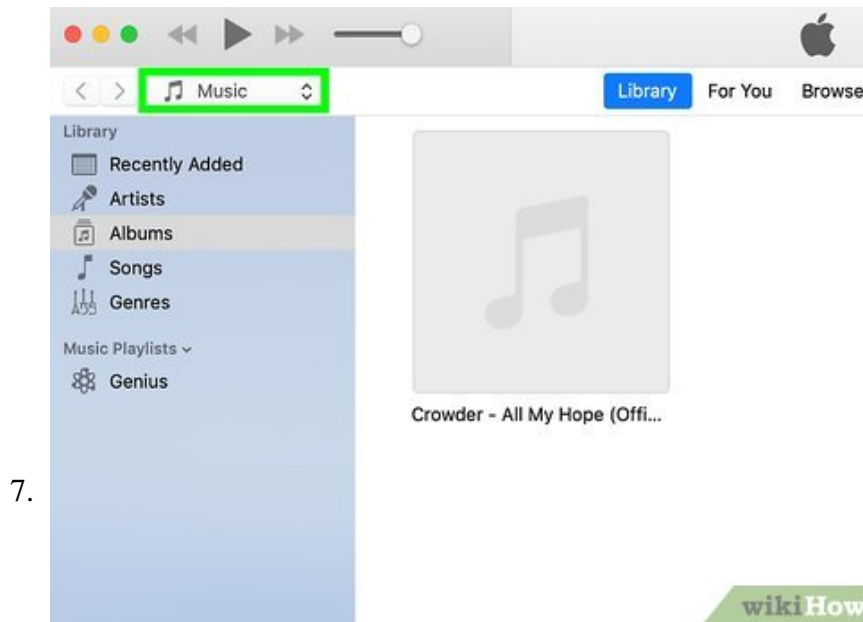 Music
Library For You Browse
Library
Recently Added
Artists
Albums
Songs
Genres
Music Playlists
Genius
Crowder - All My Hope (Offi...
7.
wikiHow